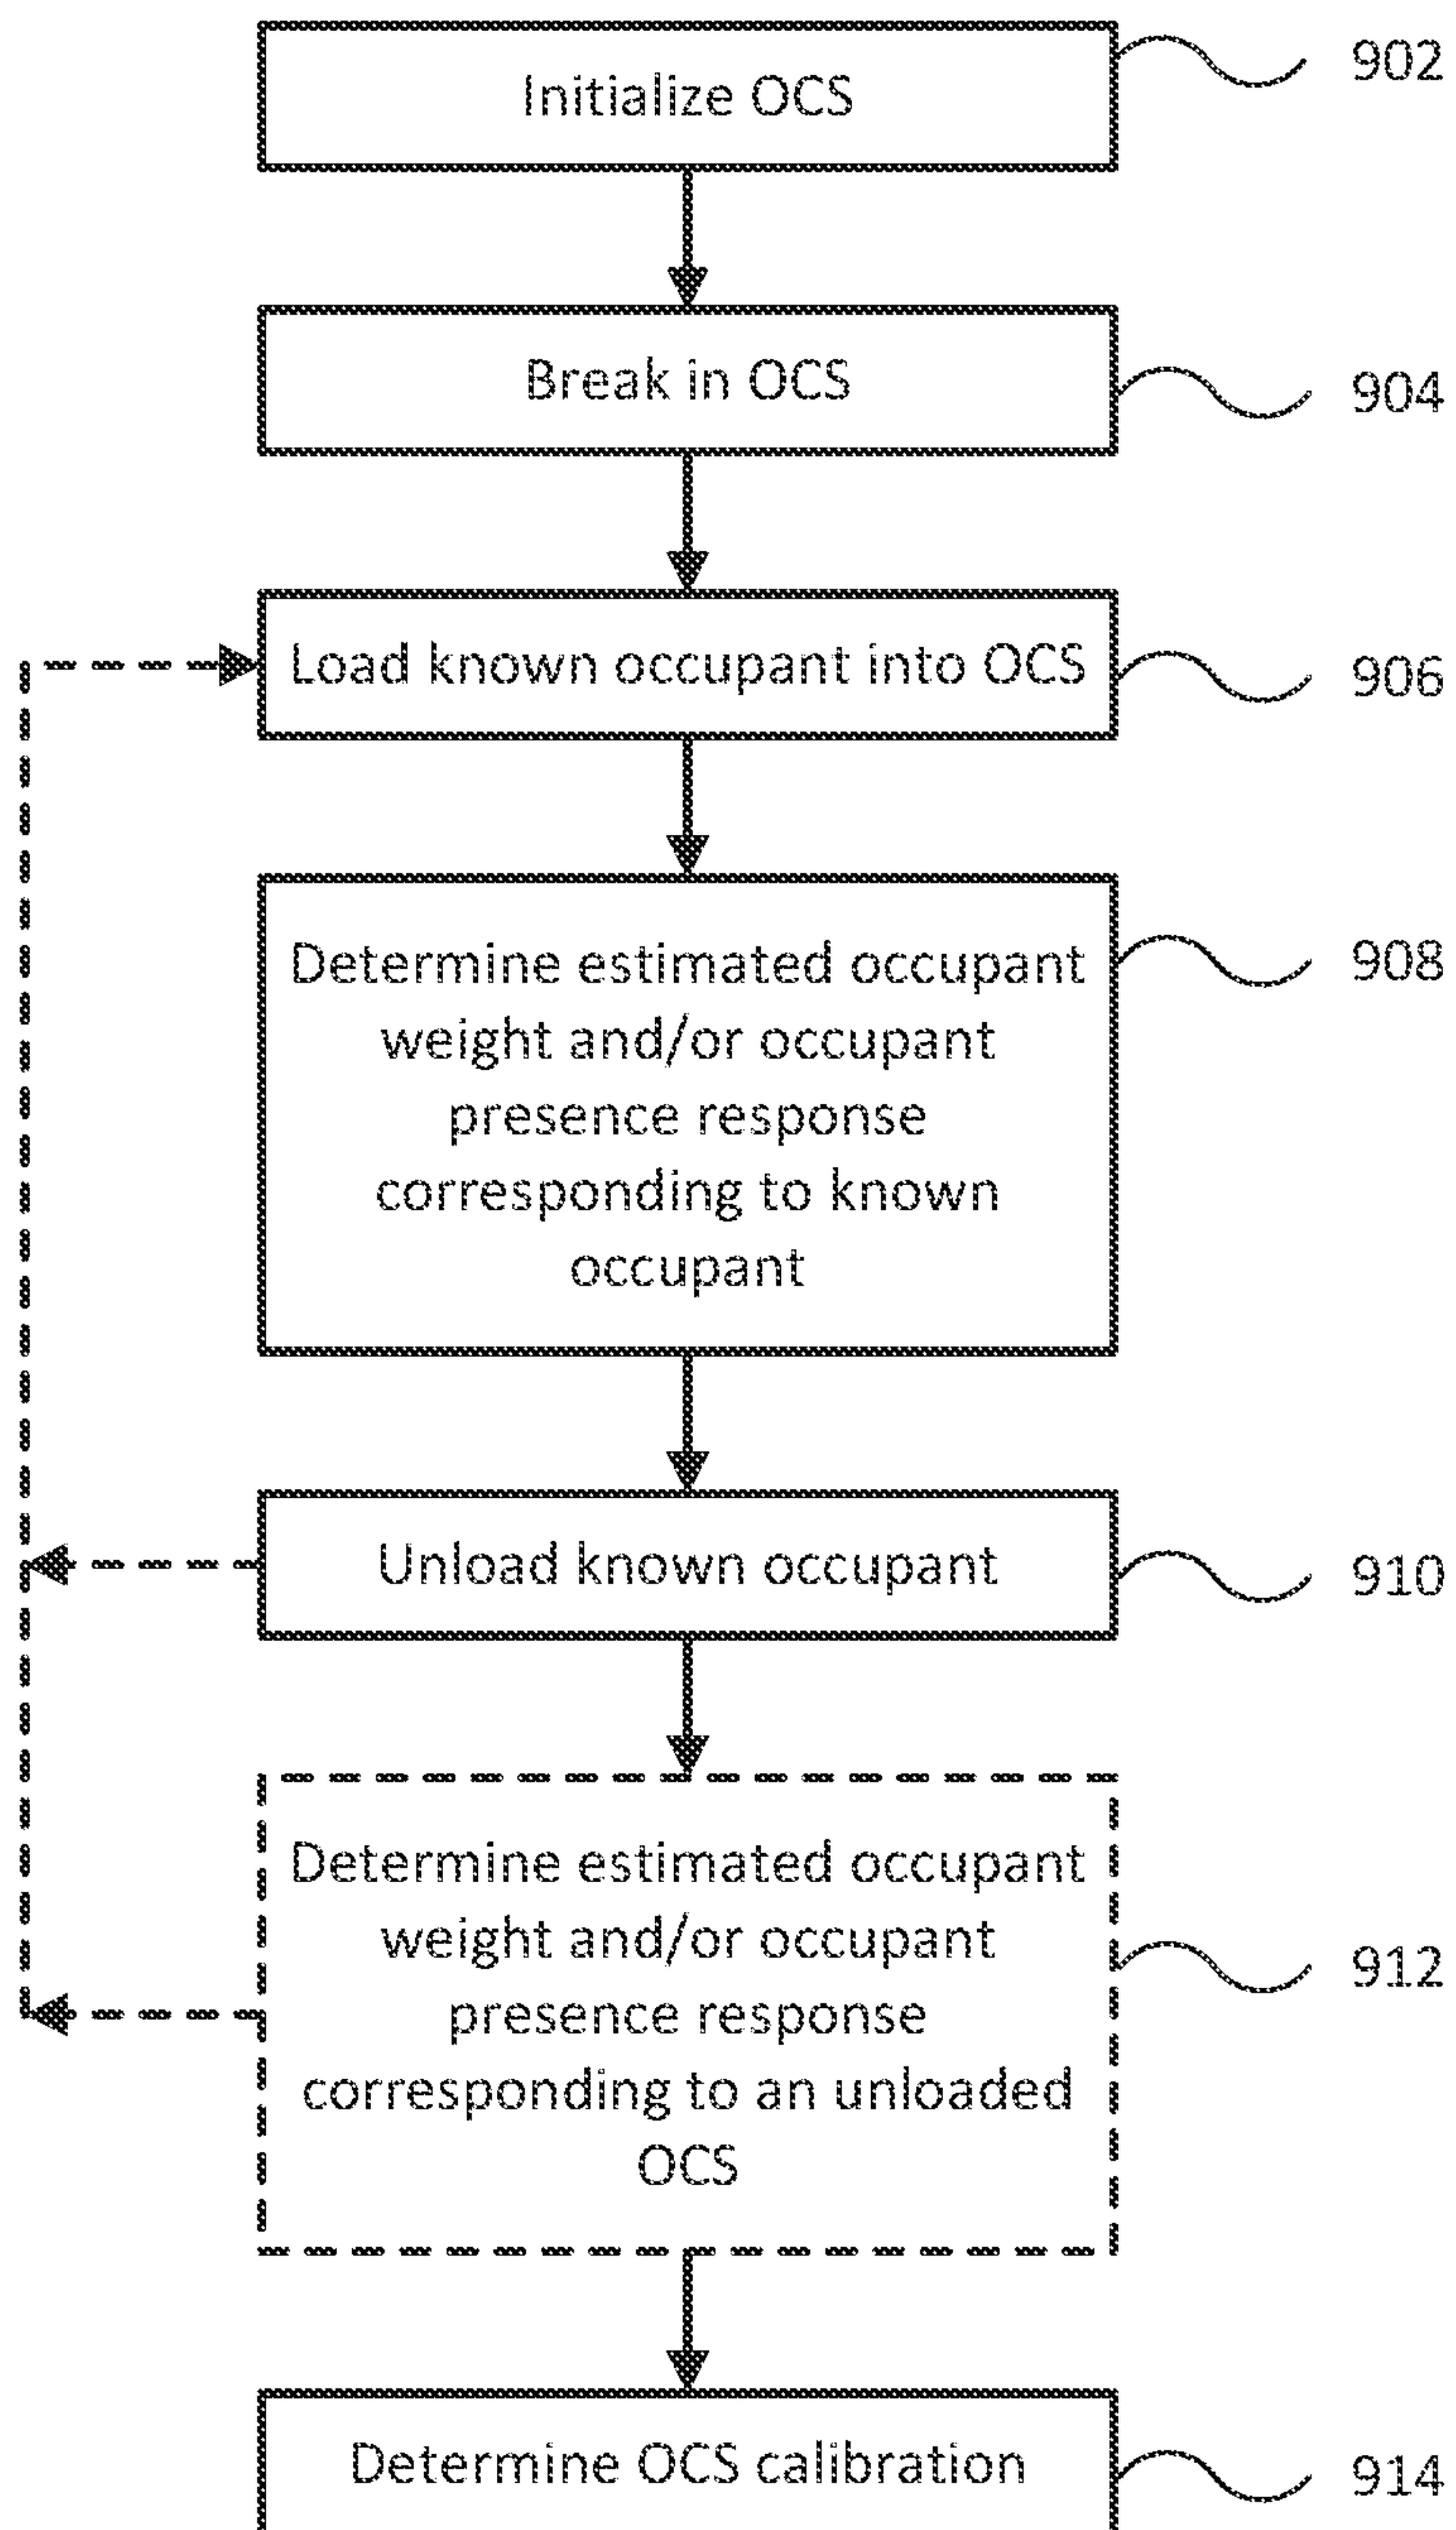 Initialize OCS
902
Break in OCS
904
Load known occupant into OCS
906
Determine estimated occupant
weight and/or occupant
presence response
corresponding to known
occupant
908
Unload known occupant
910
Determine estimated occupant
weight and/or occupant
presence response
corresponding to an unloaded
OCS
912
Determine OCS calibration
914